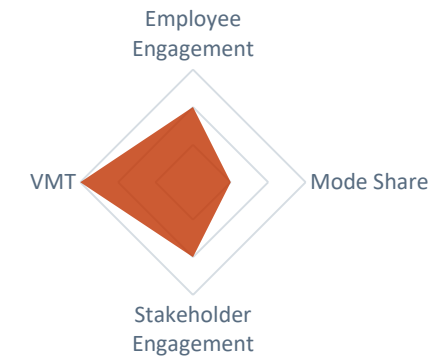 Employee
Engagement
VMT
Mode Share
Stakeholder
Engagement